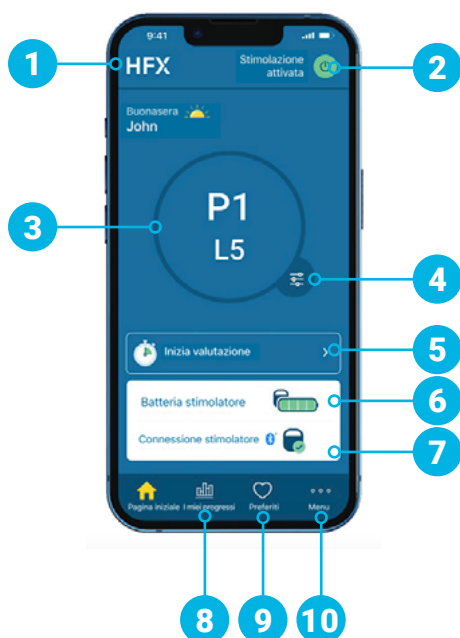 9:41
1
HFX
Stimolazione
attivata
2
Buonasera
John
3
P1
L5
4
Inizia valutazione
5
Batteria stimolatore
6
Connessione stimolatore
7
Pagina iniziale I miei progressi Preferiti Menu
8 9 10